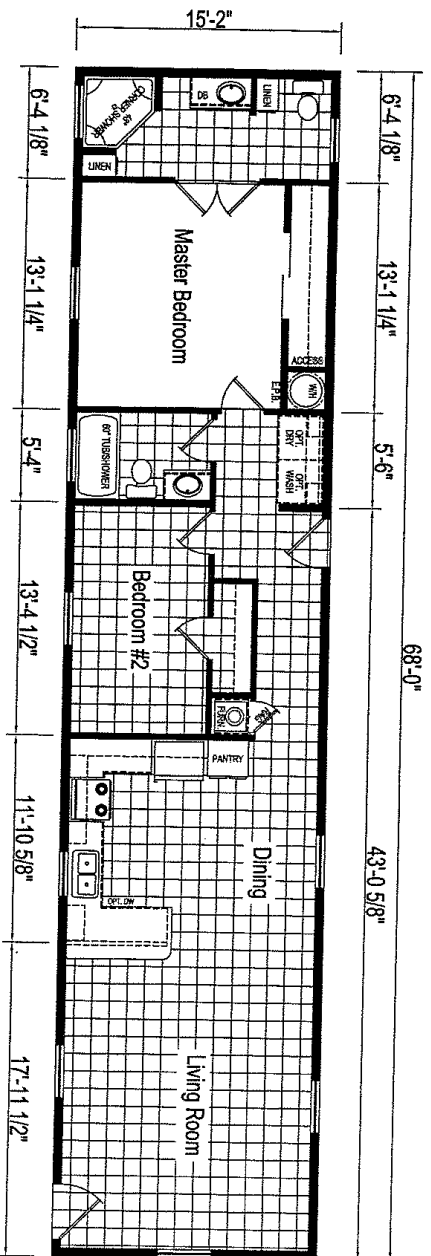 15'-2"
6'-4 1/8"
13'-1 1/4"
5'-6"
68'-0"
43'-0 5/8"
LINEN
DB
48" CORNER SHOWER
LINEN
Master Bedroom
ACCESS
W/H
E.P.B.
OPT. DRY
OPT. WASH
60" TUB/SHOWER
Bedroom #2
FURN.
PANTRY
OPT. DW
Dining
Living Room
6'-4 1/8"
13'-1 1/4"
5'-4"
13'-4 1/2"
11'-10 5/8"
17'-11 1/2"